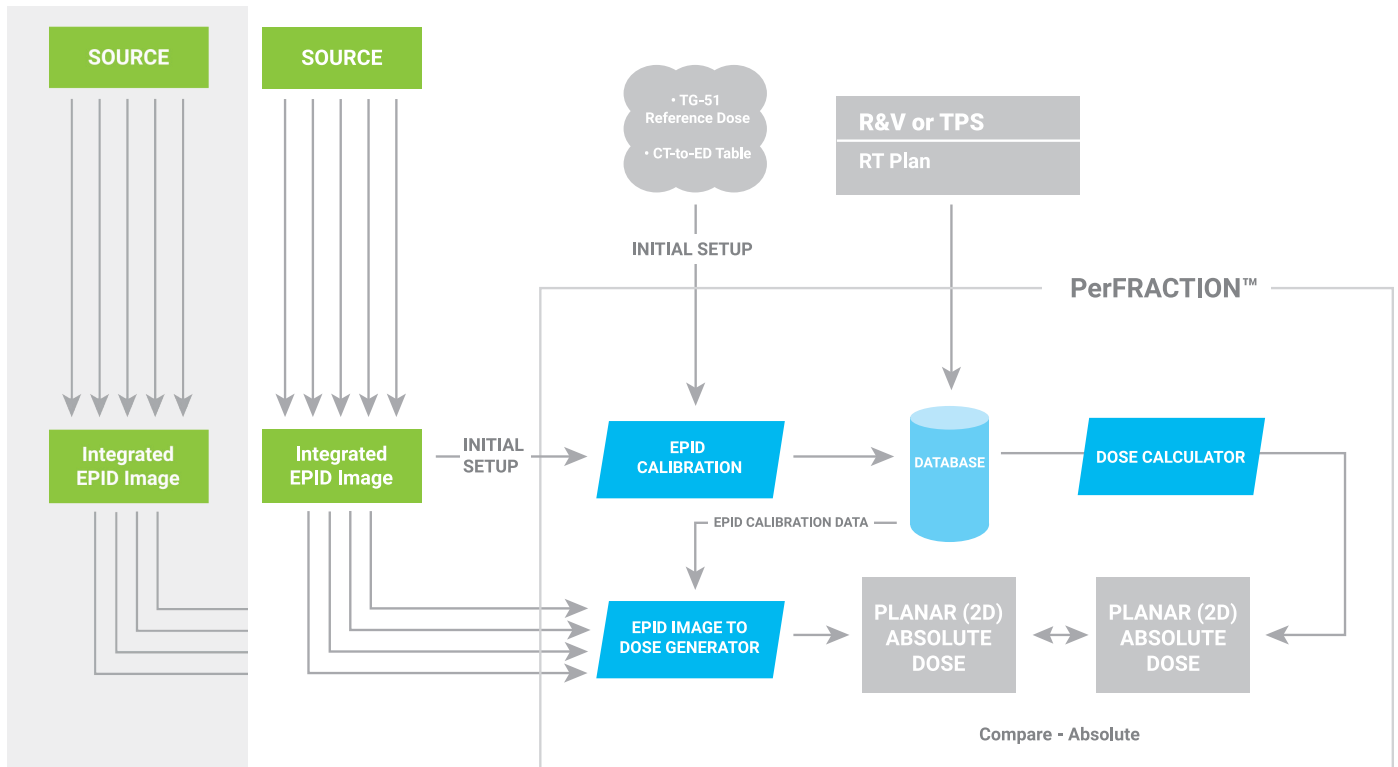 SOURCE
SOURCE
• TG-51
Reference Dose
• CT-to-ED Table
R&V or TPS
RT Plan
INITIAL SETUP
PerFRACTION™
Integrated
EPID Image
Integrated
EPID Image
INITIAL
SETUP
EPID
CALIBRATION
DATABASE
DOSE CALCULATOR
EPID CALIBRATION DATA
EPID IMAGE TO
DOSE GENERATOR
PLANAR (2D)
ABSOLUTE
DOSE
PLANAR (2D)
ABSOLUTE
DOSE
Compare - Absolute